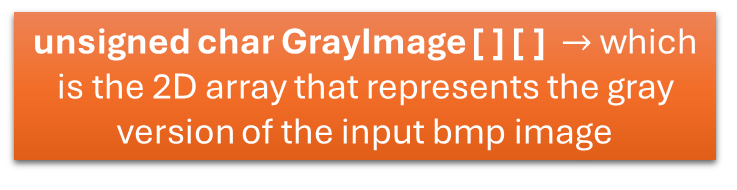 unsigned char GrayImage[ ] [ ] → which
is the 2D array that represents the gray
version of the input bmp image